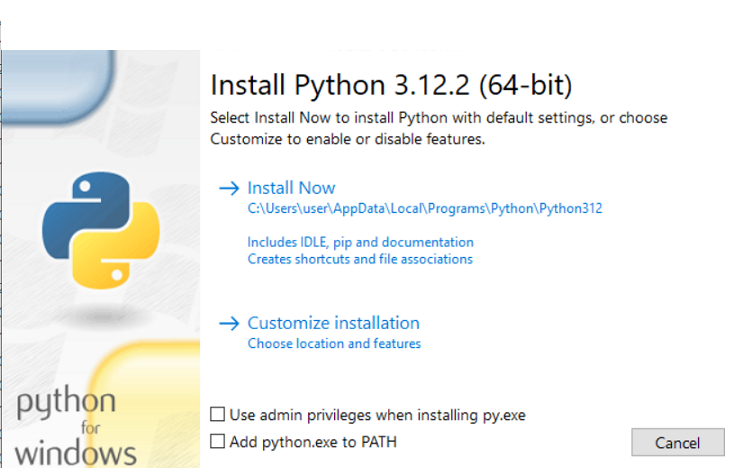 Install Python 3.12.2 (64-bit)
Select Install Now to install Python with default settings, or choose
Customize to enable or disable features.
Install Now
C:\Users\user\AppData\Local\Programs\Python\Python312
Includes IDLE, pip and documentation
Creates shortcuts and file associations
Customize installation
Choose location and features
python
for
windows
Use admin privileges when installing py.exe
Add python.exe to PATH
Cancel